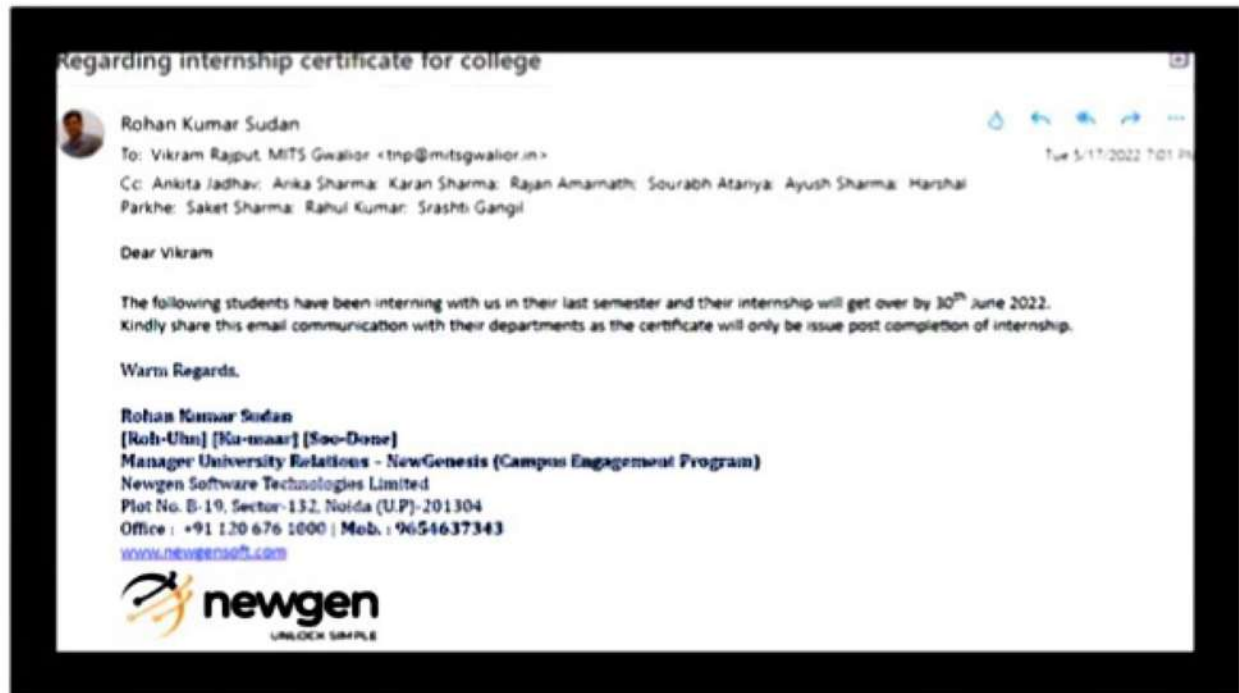 Regarding internship certificate for college
Rohan Kumar Sudan
To: Vikram Rajput, MITS Gwalior <tnp@mitsgwalior.in>
Tue 5/17/2022 7:01 PM
Cc: Ankita Jadhav; Anka Sharma; Karan Sharma; Rajan Amarnath; Sourabh Atanya; Ayush Sharma; Harshal
Parkhe; Saket Sharma; Rahul Kumar; Srashti Gangil
Dear Vikram
The following students have been interning with us in their last semester and their internship will get over by 30th June 2022.
Kindly share this email communication with their departments as the certificate will only be issue post completion of internship.
Warm Regards,
Rohan Kumar Sudan
[Roh-Uhn] [Ku-maar] [Soo-Done]
Manager University Relations - NewGenesis (Campus Engagement Program)
Newgen Software Technologies Limited
Plot No. B-19, Sector-132, Noida (U.P)-201304
Office : +91 120 676 1000 | Mob. : 9654637343
www.newgensoft.com
newgen
UNLOCK SIMPLE